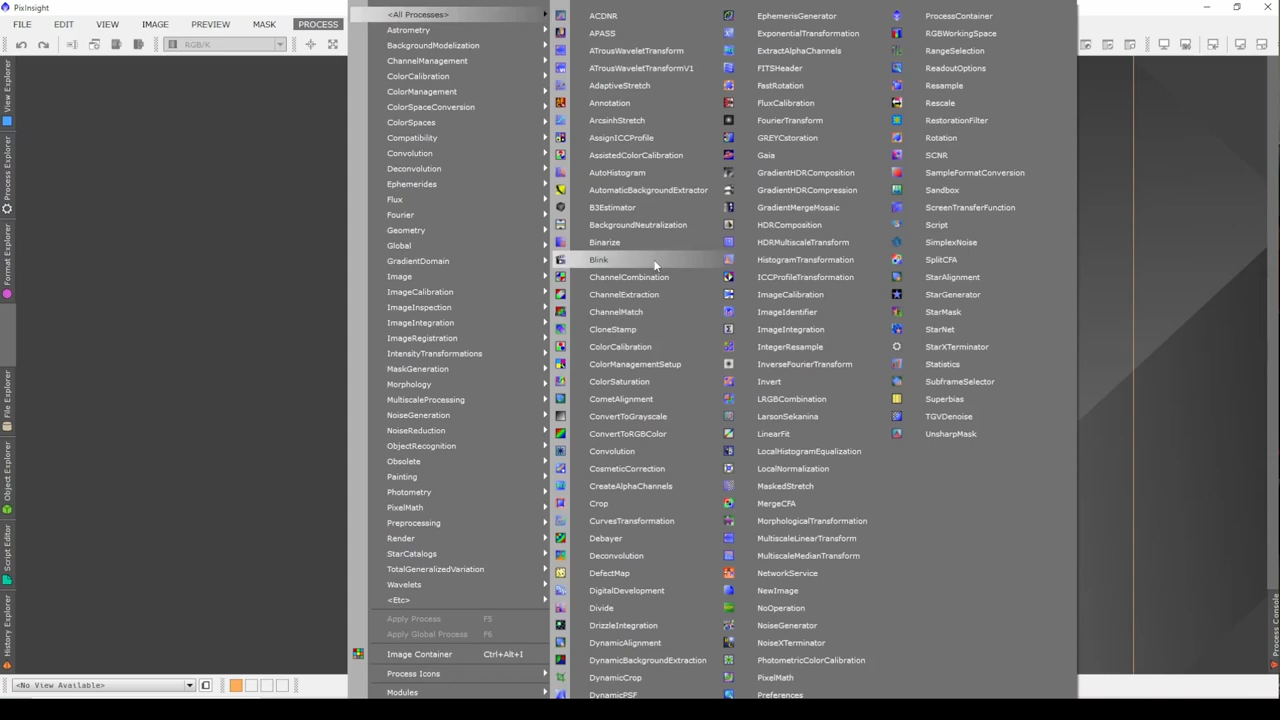 FILE EDIT VIEW IMAGE PREVIEW MASK PROCESS
RGB/K
View Explorer
Process Explorer
Format Explorer
File Explorer
Object Explorer
Script Editor
History Explorer
<All Processes>
Astrometry
BackgroundModelization
ChannelManagement
ColorCalibration
ColorManagement
ColorSpaceConversion
ColorSpaces
Compatibility
Convolution
Deconvolution
Ephemerides
Flux
Fourier
Geometry
Global
GradientDomain
Image
ImageCalibration
ImageInspection
ImageIntegration
ImageRegistration
IntensityTransformations
MaskGeneration
Morphology
MultiscaleProcessing
NoiseGeneration
NoiseReduction
ObjectRecognition
Obsolete
Painting
Photometry
PixelMath
Preprocessing
Render
StarCatalogs
TotalGeneralizedVariation
Wavelets
<Etc>
Apply Process F5
Apply Global Process F6
Image Container Ctrl+Alt+I
Process Icons
Modules
ACDNR
APASS
ATrousWaveletTransform
ATrousWaveletTransformV1
AdaptiveStretch
Annotation
ArcsinhStretch
AssignICCProfile
AssistedColorCalibration
AutoHistogram
AutomaticBackgroundExtractor
B3Estimator
BackgroundNeutralization
Binarize
Blink
ChannelCombination
ChannelExtraction
ChannelMatch
CloneStamp
ColorCalibration
ColorManagementSetup
ColorSaturation
CometAlignment
ConvertToGrayscale
ConvertToRGBColor
Convolution
CosmeticCorrection
CreateAlphaChannels
Crop
CurvesTransformation
Debayer
Deconvolution
DefectMap
DigitalDevelopment
Divide
DrizzleIntegration
DynamicAlignment
DynamicBackgroundExtraction
DynamicCrop
DynamicPSF
EphemerisGenerator
ExponentialTransformation
ExtractAlphaChannels
FITSHeader
FastRotation
FluxCalibration
FourierTransform
GREYCstoration
Gaia
GradientHDRComposition
GradientHDRCompression
GradientMergeMosaic
HDRComposition
HDRMultiscaleTransform
HistogramTransformation
ICCProfileTransformation
ImageCalibration
ImageIdentifier
ImageIntegration
IntegerResample
InverseFourierTransform
Invert
LRGBCombination
LarsonSekanina
LinearFit
LocalHistogramEqualization
LocalNormalization
MaskedStretch
MergeCFA
MorphologicalTransformation
MultiscaleLinearTransform
MultiscaleMedianTransform
NetworkService
NewImage
NoOperation
NoiseGenerator
NoiseXTerminator
PhotometricColorCalibration
PixelMath
Preferences
ProcessContainer
RGBWorkingSpace
RangeSelection
ReadoutOptions
Resample
Rescale
RestorationFilter
Rotation
SCNR
SampleFormatConversion
Sandbox
ScreenTransferFunction
Script
SimplexNoise
SplitCFA
StarAlignment
StarGenerator
StarMask
StarNet
StarXTerminator
Statistics
SubframeSelector
Superbias
TGVDenoise
UnsharpMask
Process Console
<No View Available>